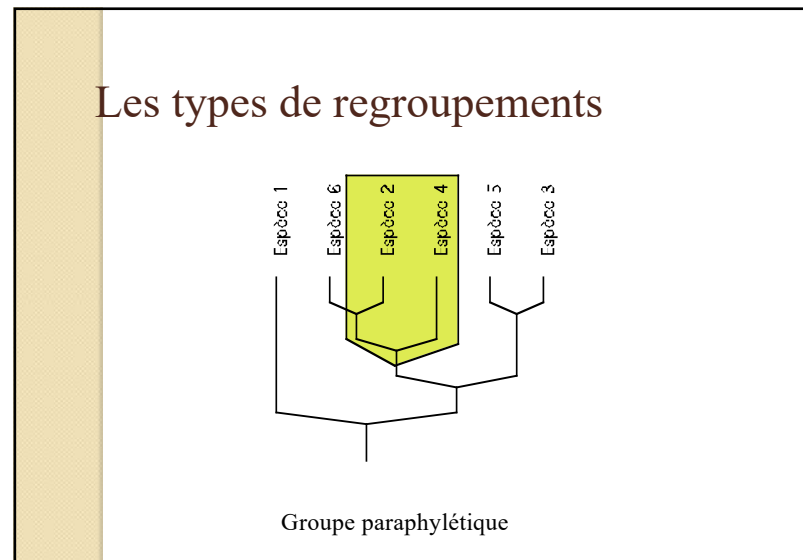 Les types de regroupements
Espèce 1
Espèce 6
Espèce 2
Espèce 4
Espèce 5
Espèce 3
Groupe paraphylétique